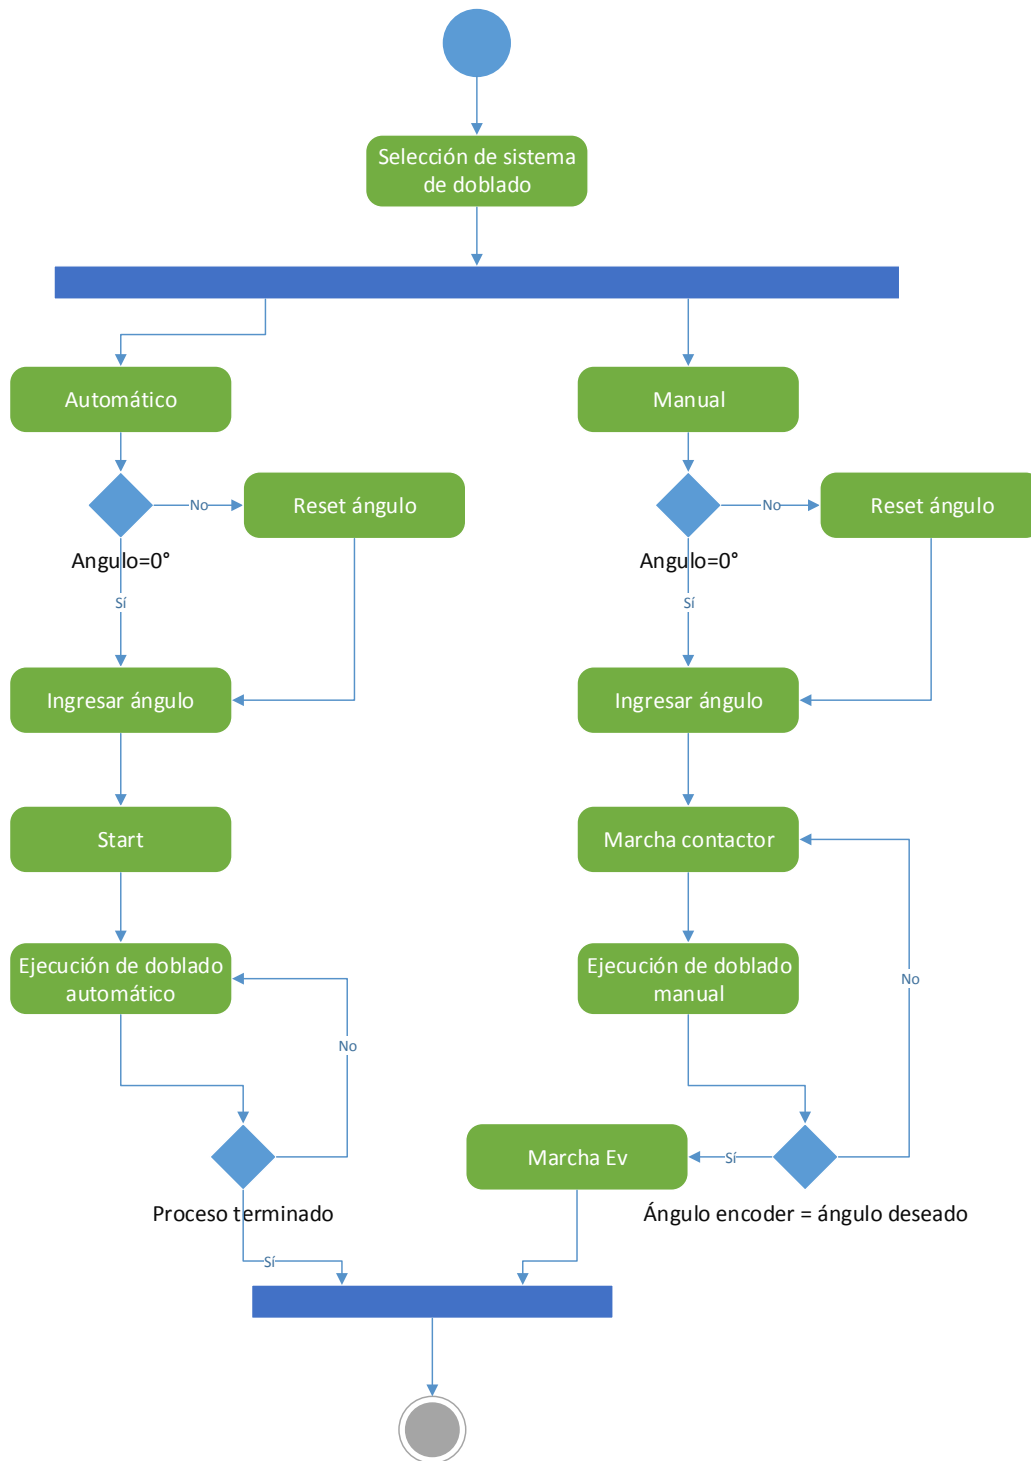 Selección de sistema
de doblado
Automático
Manual
No
Reset ángulo
No
Reset ángulo
Angulo=0°
Angulo=0°
Sí
Sí
Ingresar ángulo
Ingresar ángulo
Start
Marcha contactor
Ejecución de doblado
automático
Ejecución de doblado
manual
No
No
Marcha Ev
Sí
Proceso terminado
Ángulo encoder = ángulo deseado
Sí